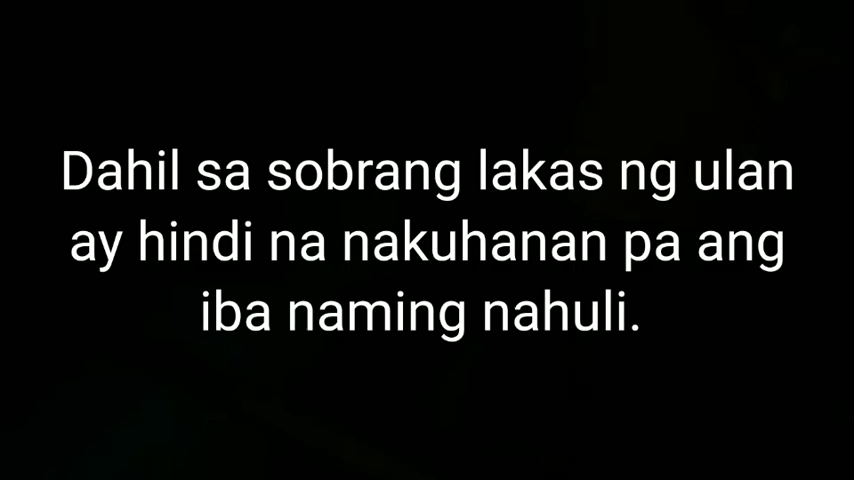 Dahil sa sobrang lakas ng ulan
ay hindi na nakuhanan pa ang
iba naming nahuli.